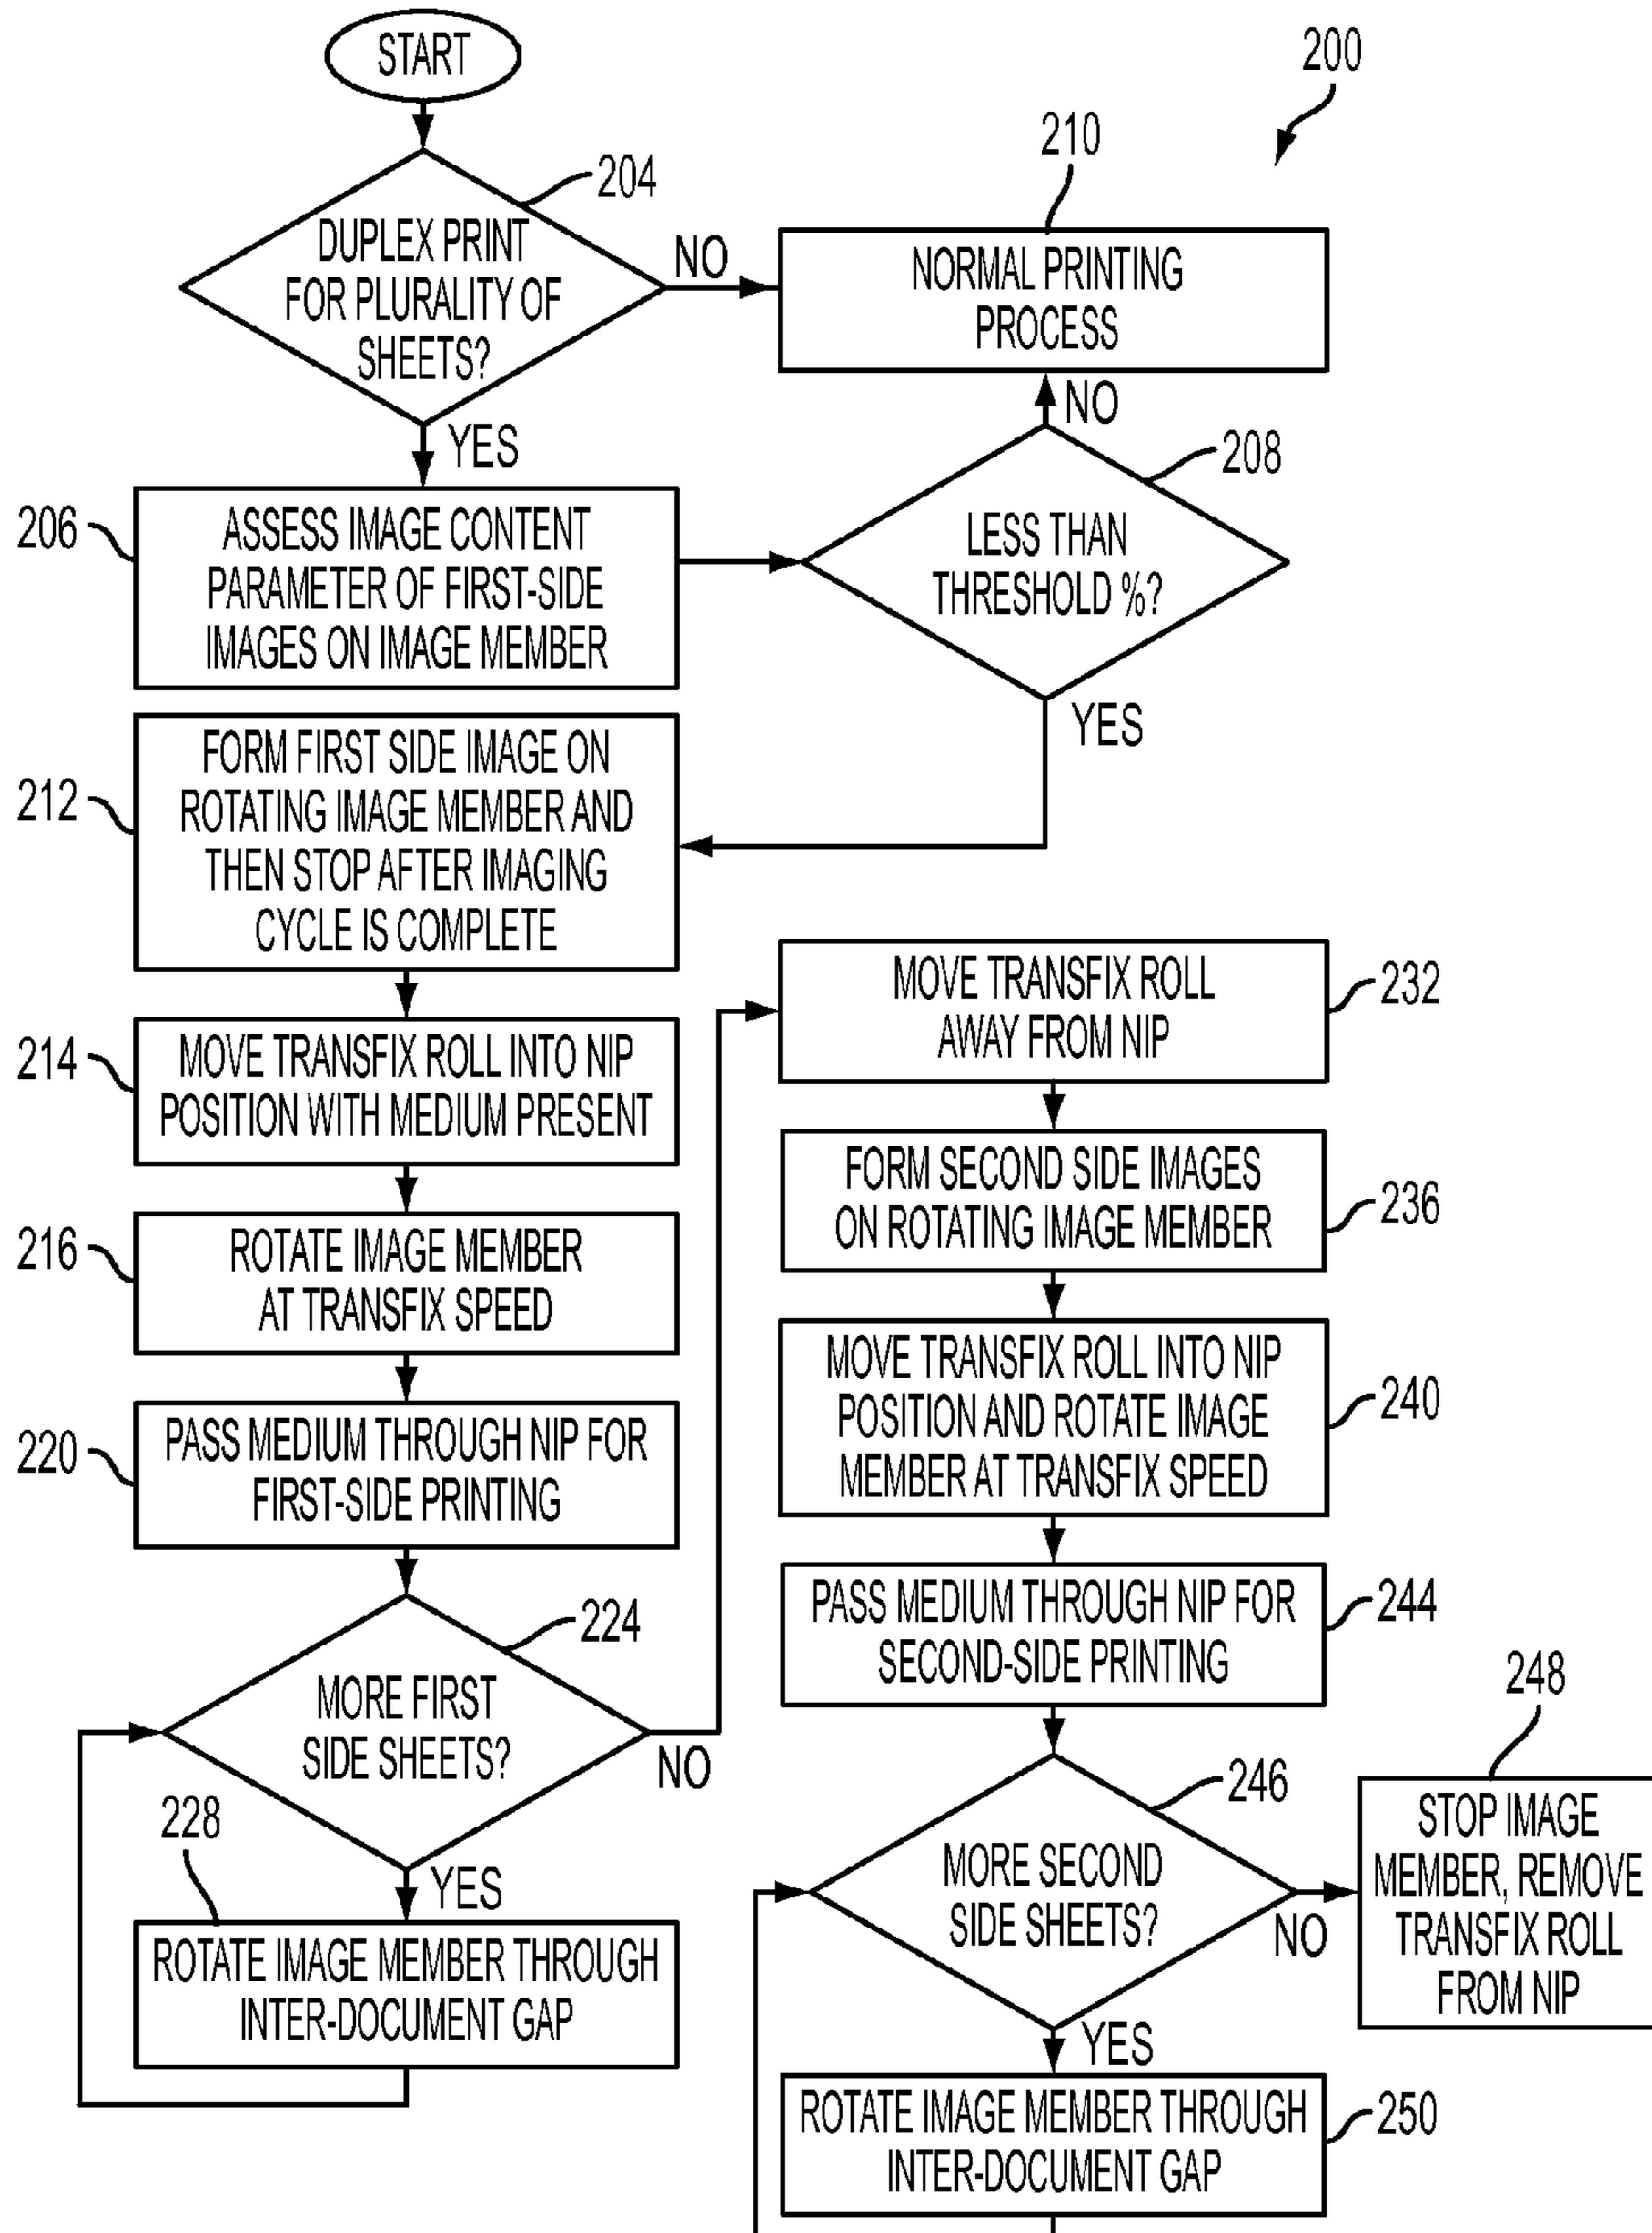 START
200
204
DUPLEX PRINT
FOR PLURALITY OF
SHEETS?
NO
YES
210
NORMAL PRINTING
PROCESS
206
ASSESS IMAGE CONTENT
PARAMETER OF FIRST-SIDE
IMAGES ON IMAGE MEMBER
NO
208
LESS THAN
THRESHOLD %?
YES
212
FORM FIRST SIDE IMAGE ON
ROTATING IMAGE MEMBER AND
THEN STOP AFTER IMAGING
CYCLE IS COMPLETE
214
MOVE TRANSFIX ROLL INTO NIP
POSITION WITH MEDIUM PRESENT
216
ROTATE IMAGE MEMBER
AT TRANSFIX SPEED
220
PASS MEDIUM THROUGH NIP FOR
FIRST-SIDE PRINTING
224
MORE FIRST
SIDE SHEETS?
NO
YES
228
ROTATE IMAGE MEMBER THROUGH
INTER-DOCUMENT GAP
232
MOVE TRANSFIX ROLL
AWAY FROM NIP
236
FORM SECOND SIDE IMAGES
ON ROTATING IMAGE MEMBER
240
MOVE TRANSFIX ROLL INTO NIP
POSITION AND ROTATE IMAGE
MEMBER AT TRANSFIX SPEED
244
PASS MEDIUM THROUGH NIP FOR
SECOND-SIDE PRINTING
246
MORE SECOND
SIDE SHEETS?
NO
YES
248
STOP IMAGE
MEMBER, REMOVE
TRANSFIX ROLL
FROM NIP
250
ROTATE IMAGE MEMBER THROUGH
INTER-DOCUMENT GAP